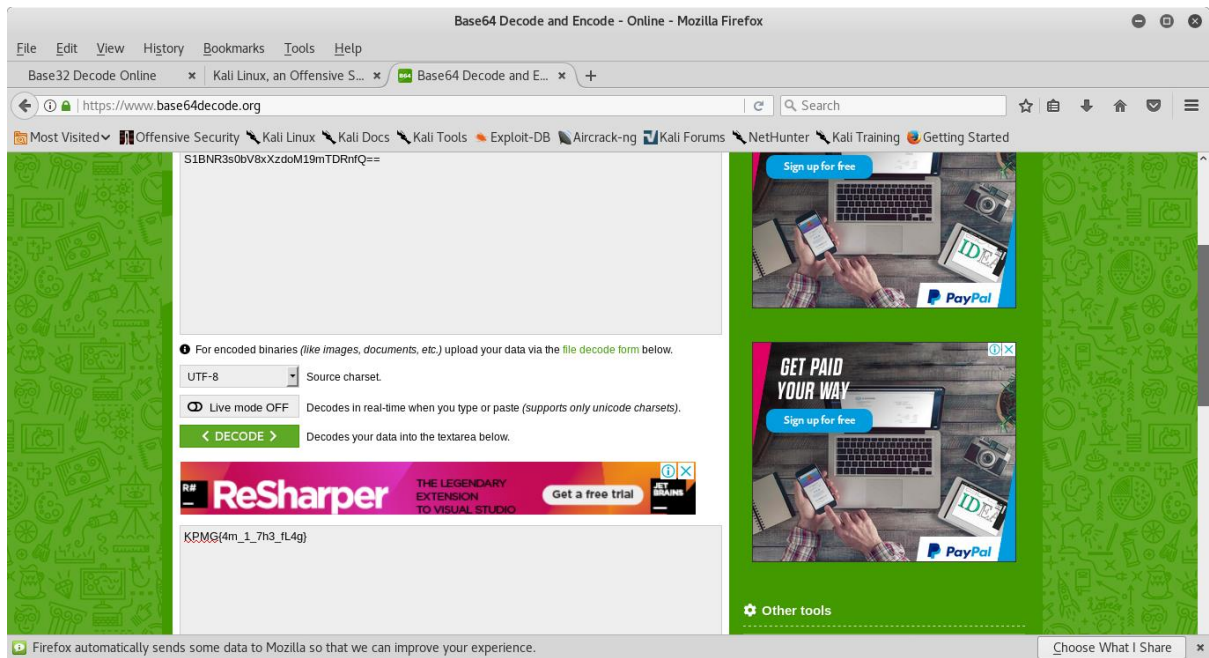 Base64 Decode and Encode - Online - Mozilla Firefox
File Edit View History Bookmarks Tools Help
Base32 Decode Online
Kali Linux, an Offensive S...
Base64 Decode and E...
https://www.base64decode.org
Search
Most Visited Offensive Security Kali Linux Kali Docs Kali Tools Exploit-DB Aircrack-ng Kali Forums NetHunter Kali Training Getting Started
S1BNR3s0bV8xXzdoM19mTDRnfQ==
Sign up for free
IDEA
PayPal
For encoded binaries (like images, documents, etc.) upload your data via the file decode form below.
UTF-8 Source charset.
Live mode OFF Decodes in real-time when you type or paste (supports only unicode charsets).
< DECODE > Decodes your data into the textarea below.
R# ReSharper
THE LEGENDARY
EXTENSION
TO VISUAL STUDIO
Get a free trial
JET
BRAINS
KPMG{4m_1_7h3_fL4g}
GET PAID
YOUR WAY
Sign up for free
IDEA
PayPal
Other tools
Firefox automatically sends some data to Mozilla so that we can improve your experience.
Choose What I Share